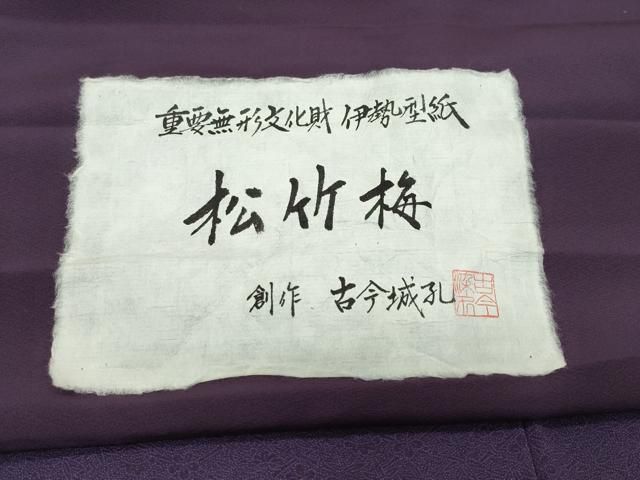 重要無形文化財 伊勢型紙
松竹梅
創作 古今城孔